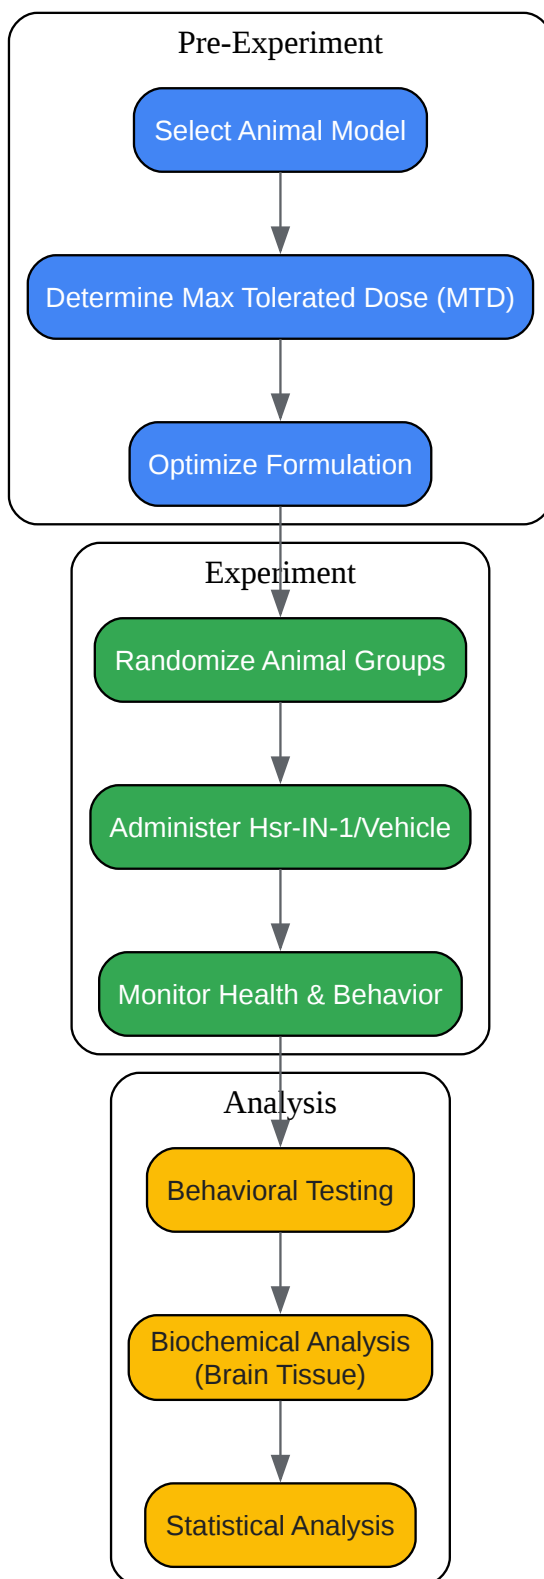 Pre-Experiment
Select Animal Model
Determine Max Tolerated Dose (MTD)
Optimize Formulation
Experiment
Randomize Animal Groups
Administer Hsr-IN-1/Vehicle
Monitor Health & Behavior
Analysis
Behavioral Testing
Biochemical Analysis
(Brain Tissue)
Statistical Analysis